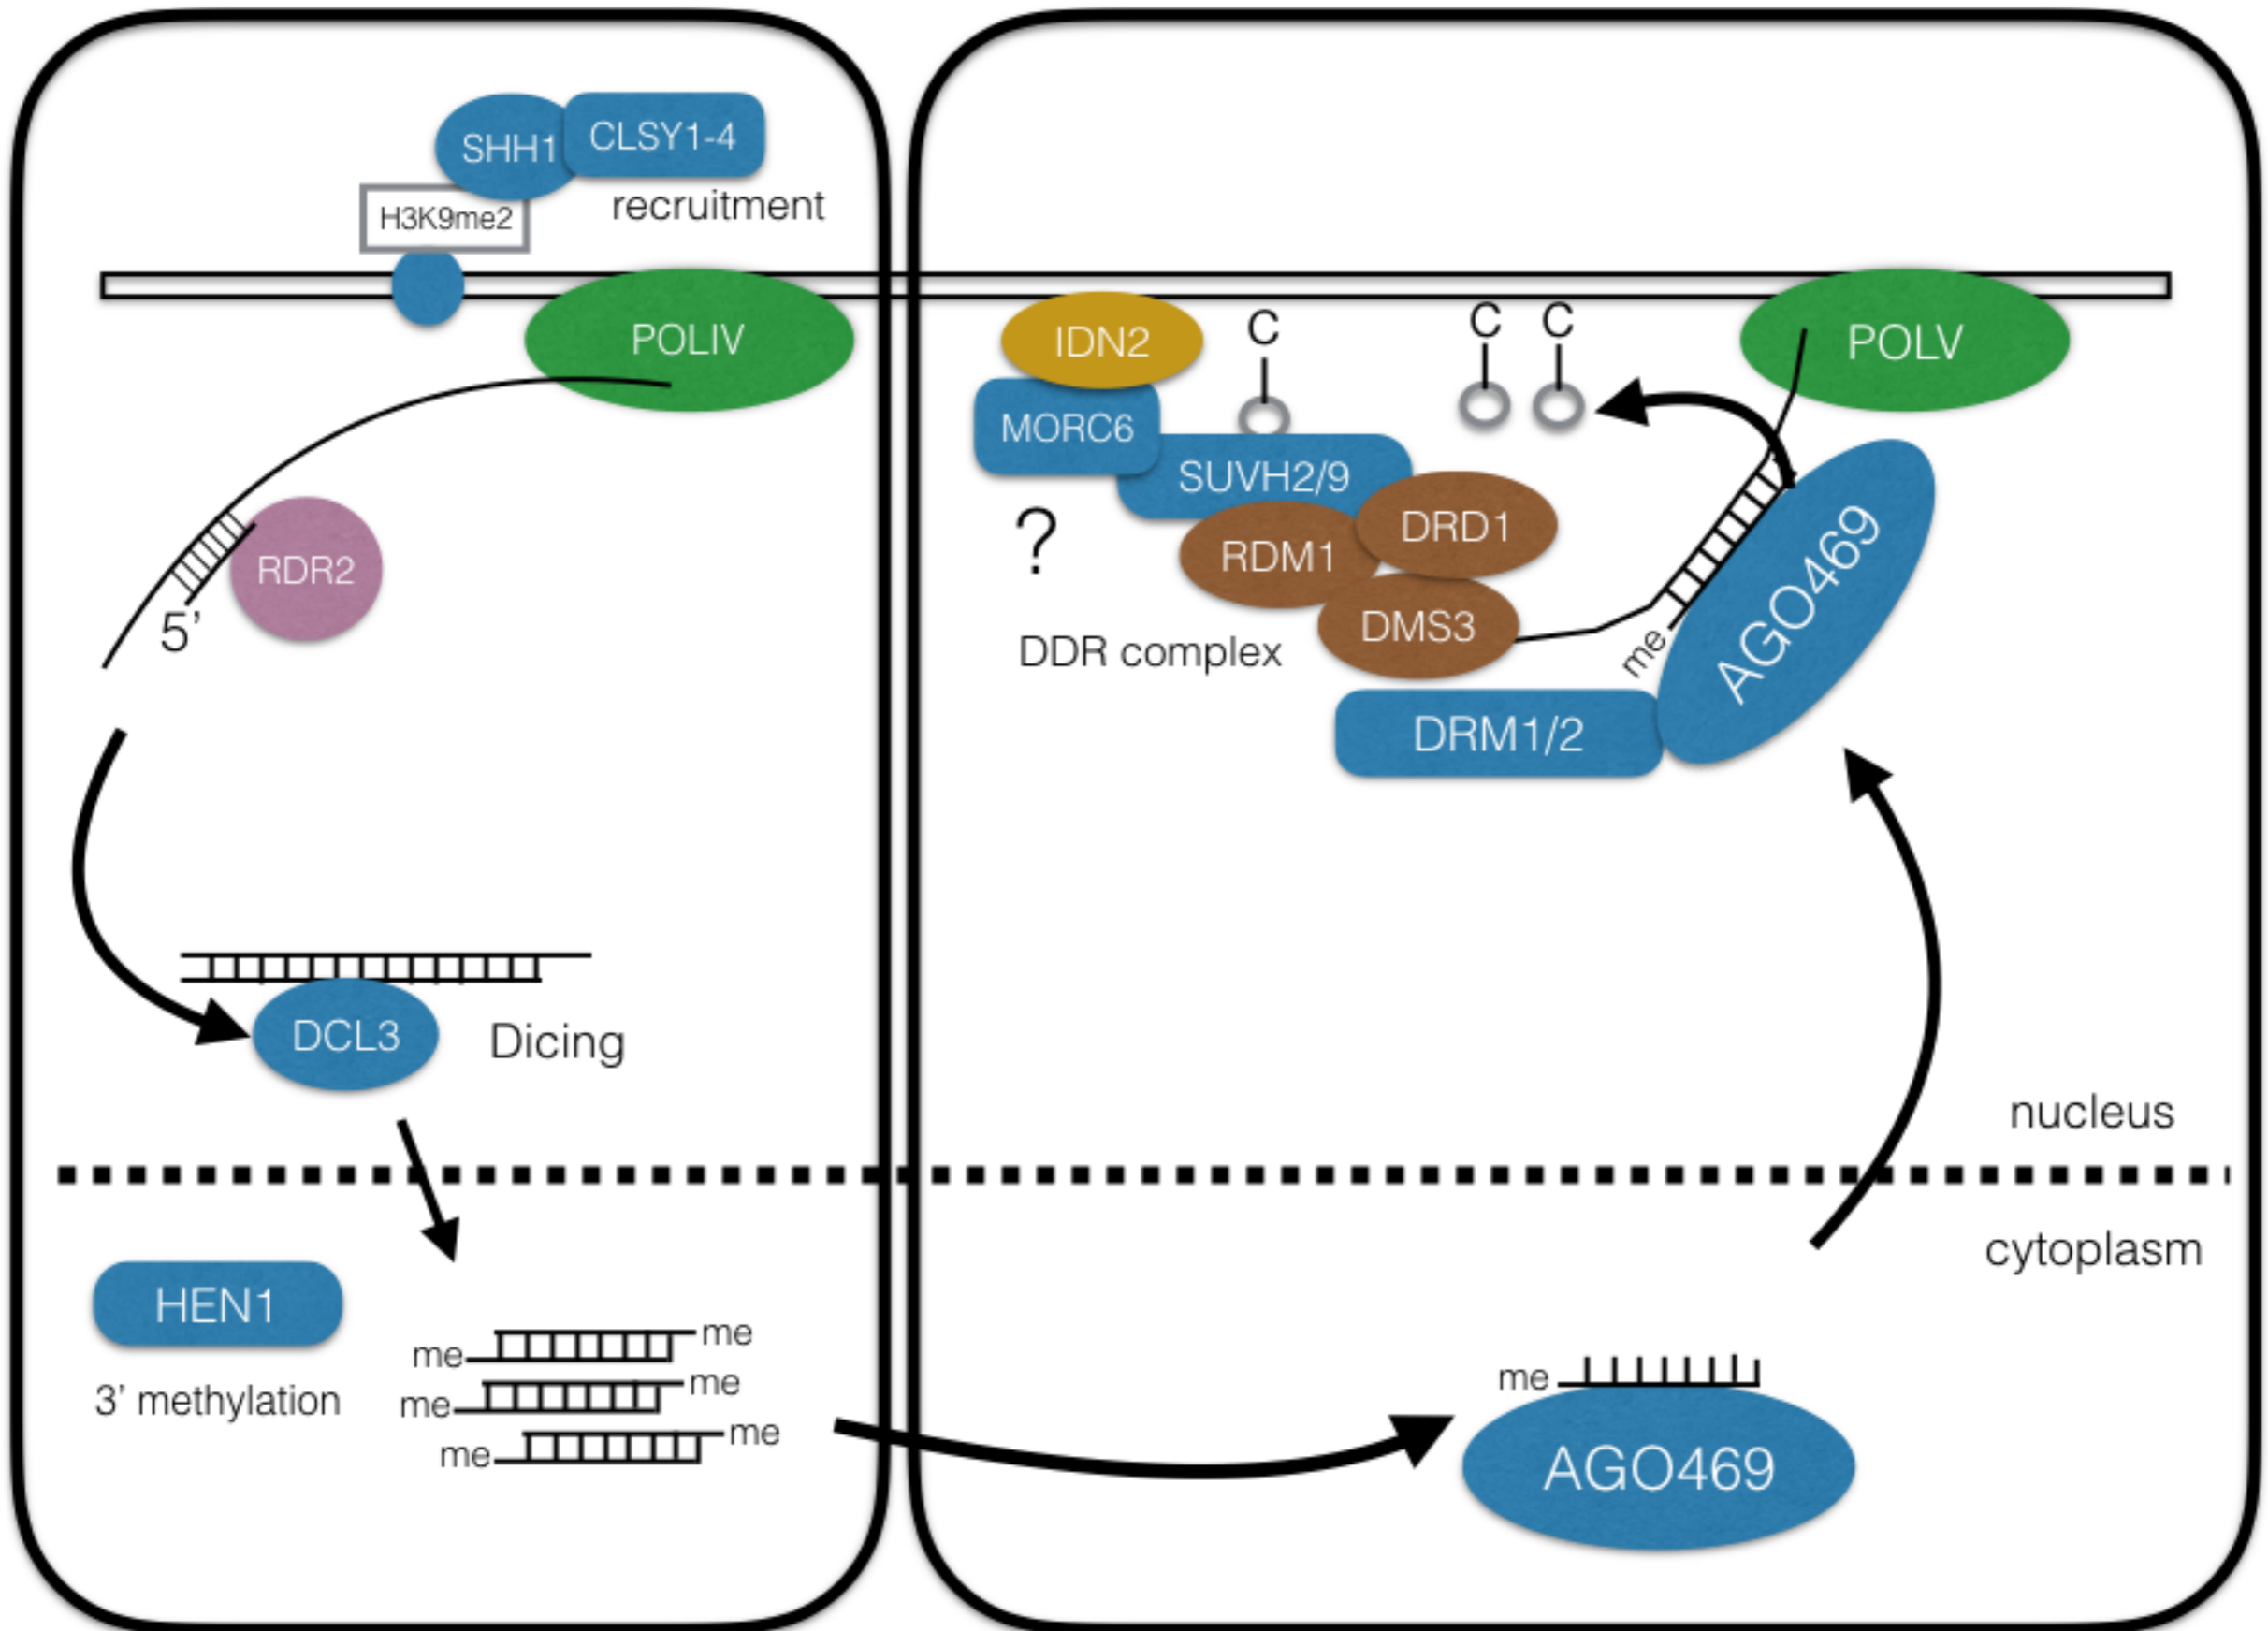 SHH1
CLSY1-4
H3K9me2
recruitment
POLIV
RDR2
5’
DCL3
Dicing
HEN1
3’ methylation
me
me
me
me
me
me
IDN2
C
C
C
POLV
MORC6
SUVH2/9
?
RDM1
DRD1
DMS3
DDR complex
me
AGO469
DRM1/2
nucleus
cytoplasm
me
AGO469